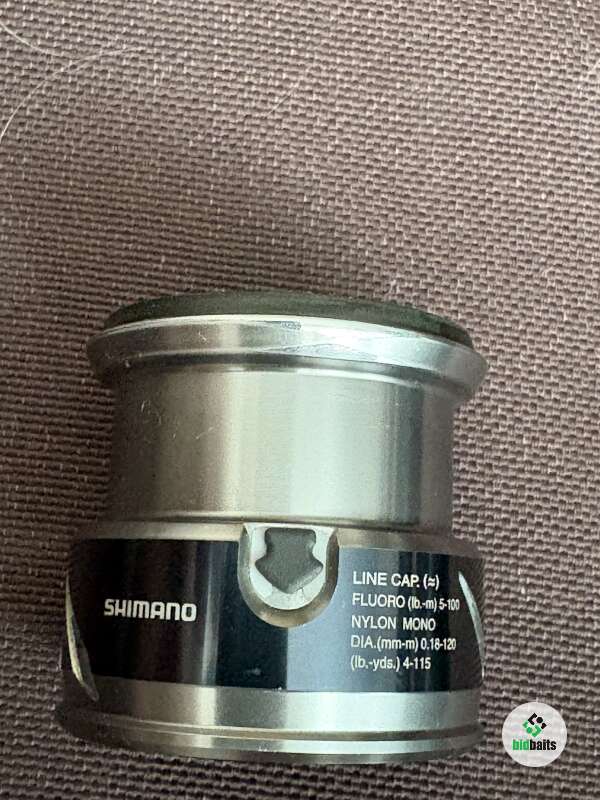 SHIMANO
LINE CAP. (≈)
FLUORO (lb.-m) 5-100
NYLON MONO
DIA.(mm-m) 0.18-120
(lb.-yds.) 4-115
bidbaits